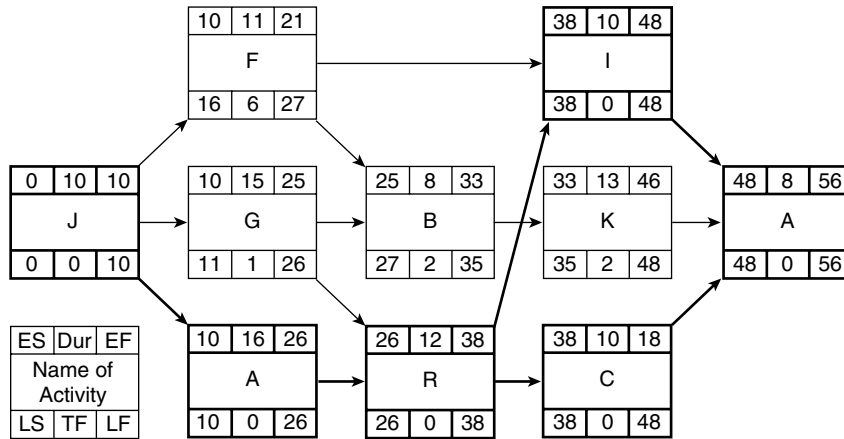 10 11 21
F
16 6 27
38 10 48
I
38 0 48
0 10 10
J
0 0 10
10 15 25
G
11 1 26
25 8 33
B
27 2 35
33 13 46
K
35 2 48
48 8 56
A
48 0 56
ES Dur EF
Name of
Activity
LS TF LF
10 16 26
A
10 0 26
26 12 38
R
26 0 38
38 10 18
C
38 0 48